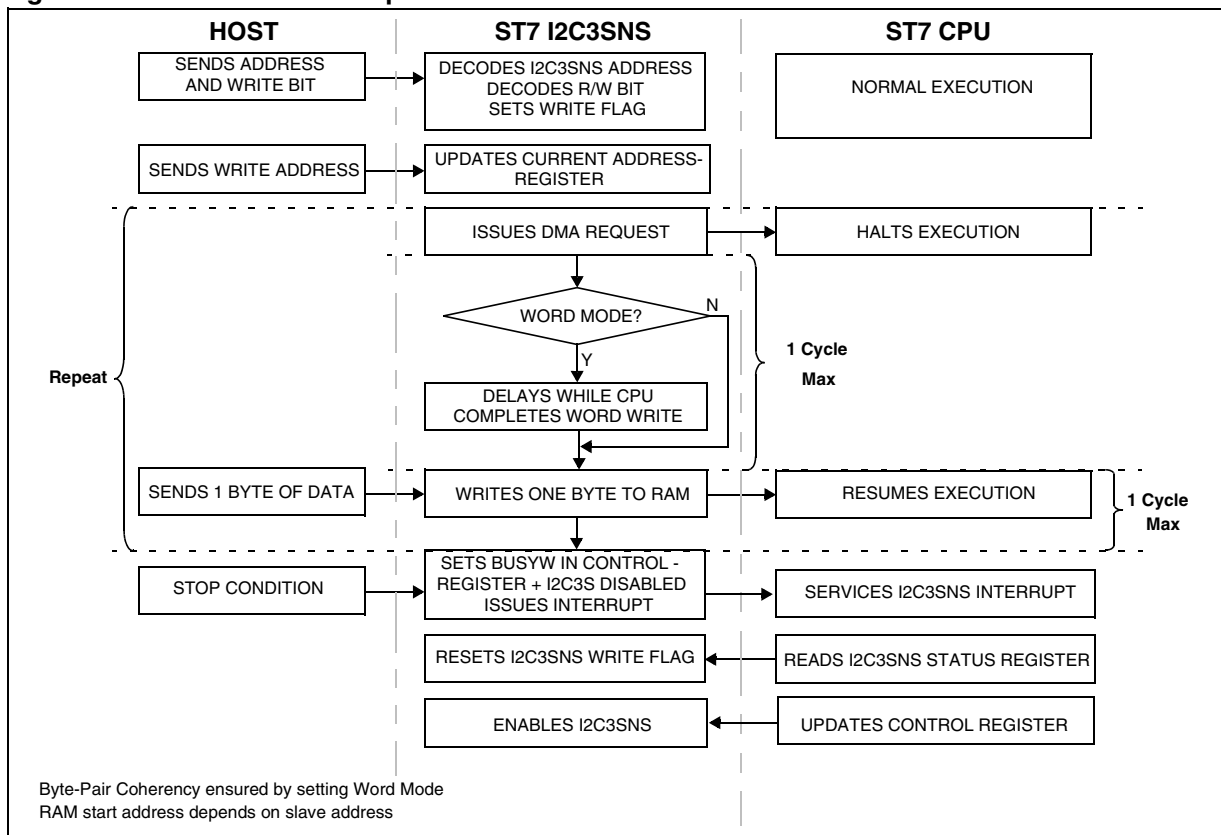 HOST
ST7 I2C3SNS
ST7 CPU
SENDS ADDRESS
AND WRITE BIT
DECODES I2C3SNS ADDRESS
DECODES R/W BIT
SETS WRITE FLAG
NORMAL EXECUTION
SENDS WRITE ADDRESS
UPDATES CURRENT ADDRESS-
REGISTER
ISSUES DMA REQUEST
HALTS EXECUTION
WORD MODE?
N
Y
1 Cycle
Max
Repeat
DELAYS WHILE CPU
COMPLETES WORD WRITE
SENDS 1 BYTE OF DATA
WRITES ONE BYTE TO RAM
RESUMES EXECUTION
1 Cycle
Max
STOP CONDITION
SETS BUSYW IN CONTROL -
REGISTER + I2C3S DISABLED
ISSUES INTERRUPT
SERVICES I2C3SNS INTERRUPT
RESETS I2C3SNS WRITE FLAG
READS I2C3SNS STATUS REGISTER
ENABLES I2C3SNS
UPDATES CONTROL REGISTER
Byte-Pair Coherency ensured by setting Word Mode
RAM start address depends on slave address